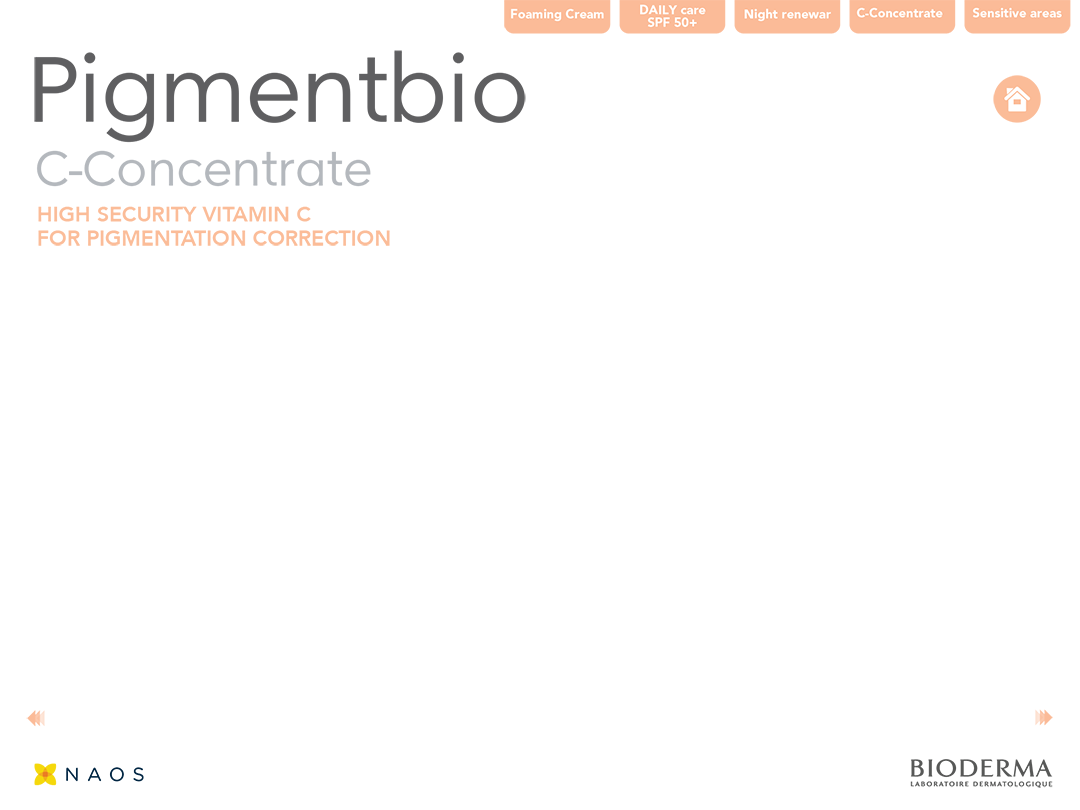 Foaming Cream
DAILY care
SPF 50+
Night renewar
C-Concentrate
Sensitive areas
Pigmentbio
C-Concentrate
HIGH SECURITY VITAMIN C
FOR PIGMENTATION CORRECTION
NAOS
BIODERMA
LABORATOIRE DERMATOLOGIQUE